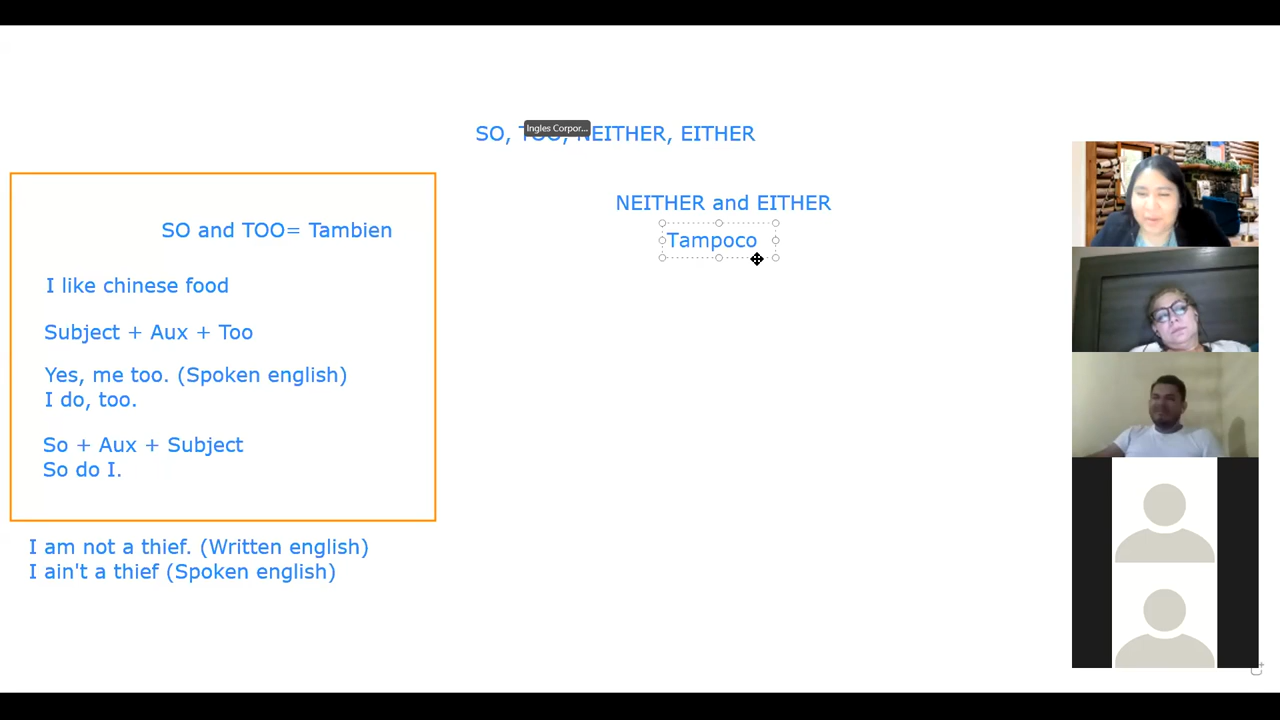 SO, TOO, NEITHER, EITHER
Ingles Corpor...
SO and TOO= Tambien
I like chinese food
Subject + Aux + Too
Yes, me too. (Spoken english)
I do, too.
So + Aux + Subject
So do I.
I am not a thief. (Written english)
I ain't a thief (Spoken english)
NEITHER and EITHER
Tampoco